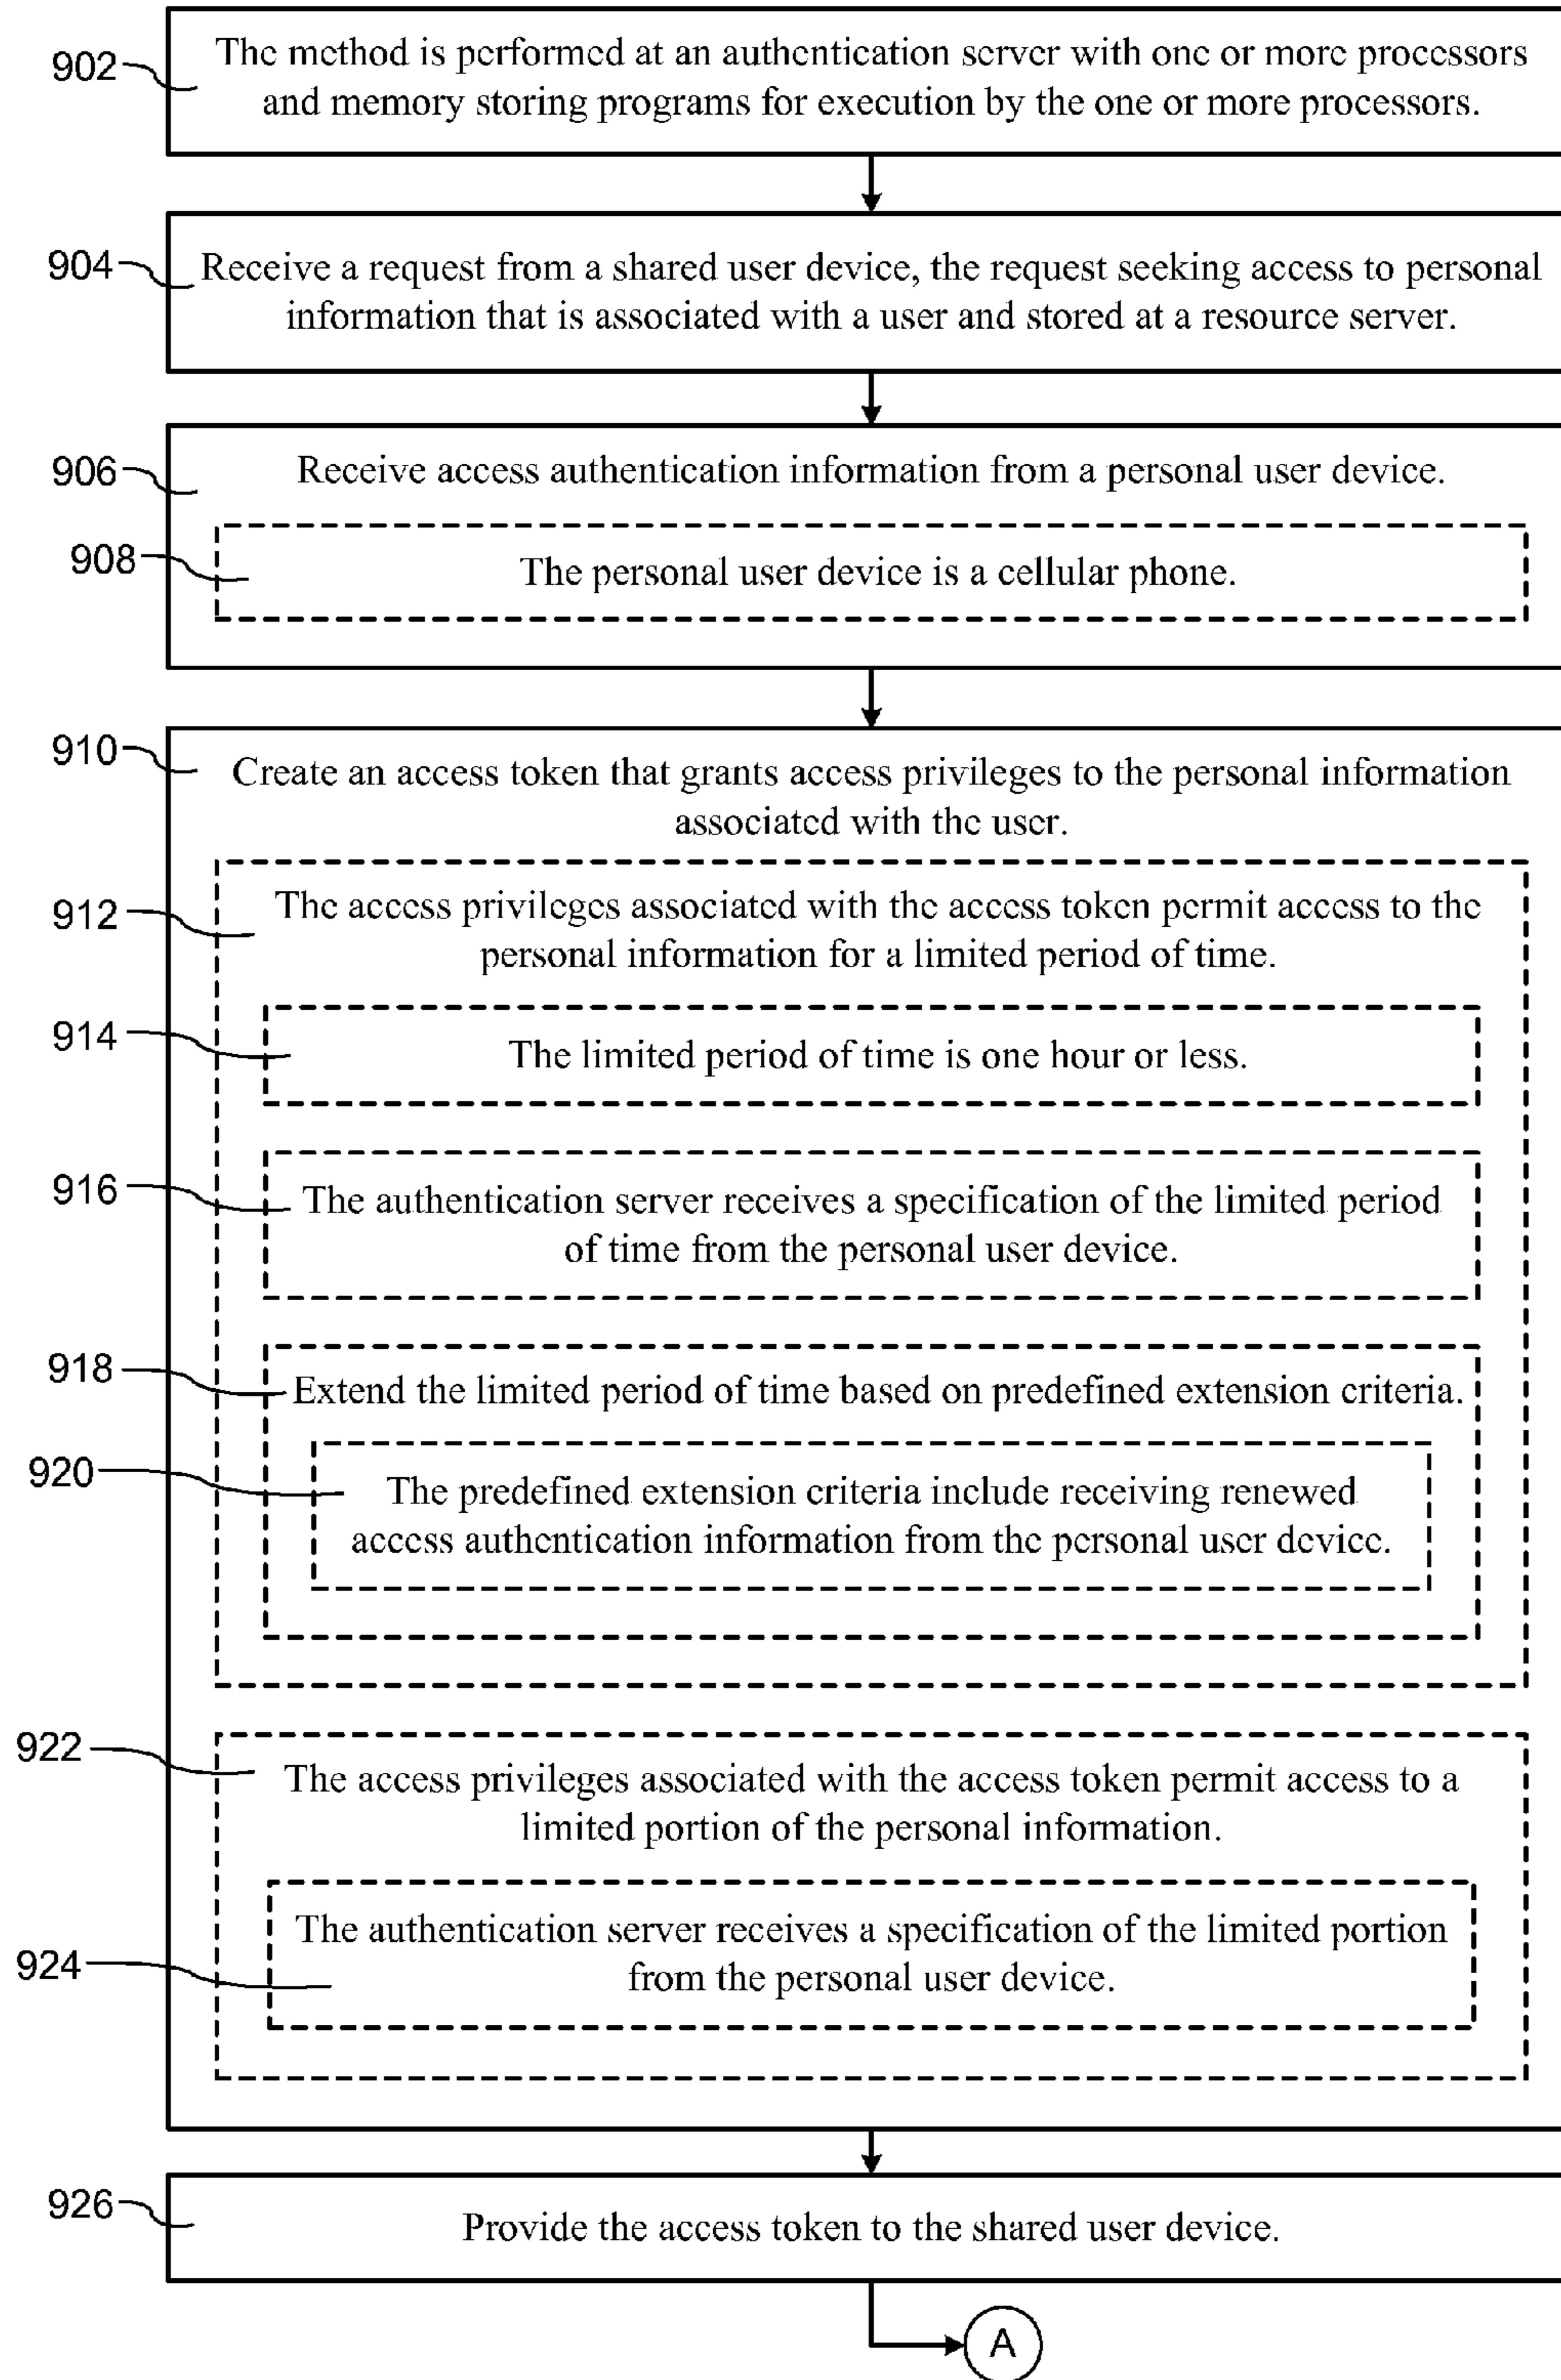 902
The method is performed at an authentication server with one or more processors
and memory storing programs for execution by the one or more processors.
904
Receive a request from a shared user device, the request seeking access to personal
information that is associated with a user and stored at a resource server.
906
Receive access authentication information from a personal user device.
908
The personal user device is a cellular phone.
910
Create an access token that grants access privileges to the personal information
associated with the user.
912
The access privileges associated with the access token permit access to the
personal information for a limited period of time.
914
The limited period of time is one hour or less.
916
The authentication server receives a specification of the limited period
of time from the personal user device.
918
Extend the limited period of time based on predefined extension criteria.
920
The predefined extension criteria include receiving renewed
access authentication information from the personal user device.
922
The access privileges associated with the access token permit access to a
limited portion of the personal information.
924
The authentication server receives a specification of the limited portion
from the personal user device.
926
Provide the access token to the shared user device.
A